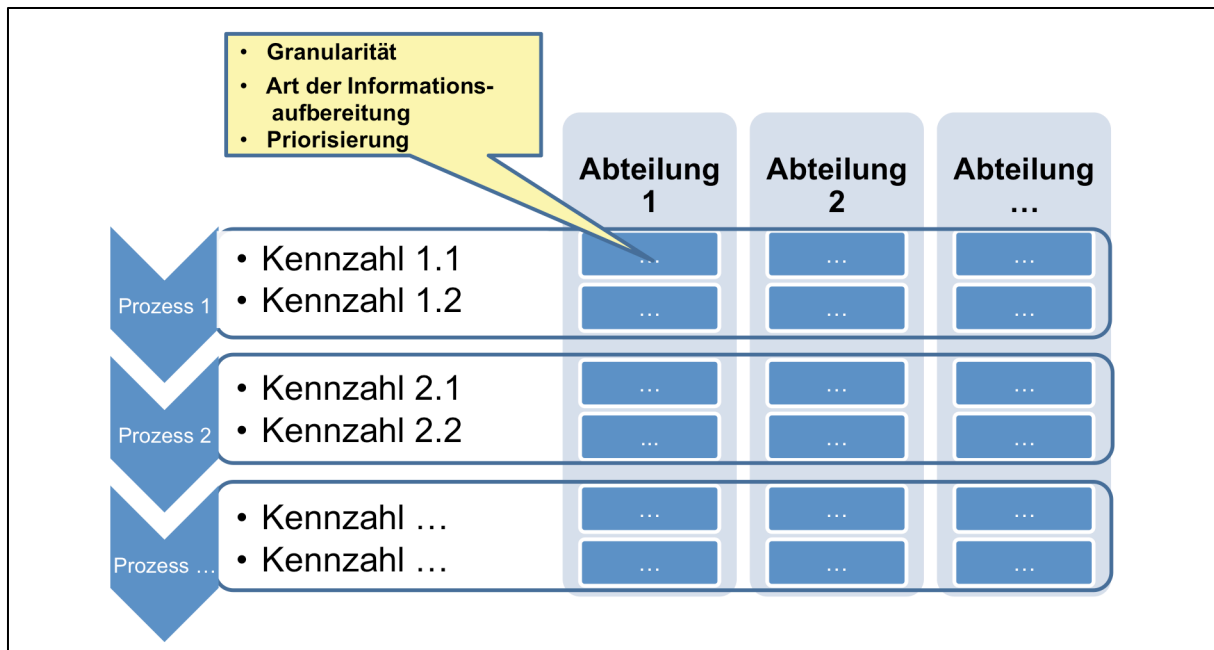 • Granularität
• Art der Informations-
aufbereitung
• Priorisierung
Abteilung
1
Abteilung
2
Abteilung
…
Prozess 1
• Kennzahl 1.1
… … …
• Kennzahl 1.2
… … …
Prozess 2
• Kennzahl 2.1
… … …
• Kennzahl 2.2
... … …
Prozess …
• Kennzahl …
… … …
• Kennzahl …
… … …